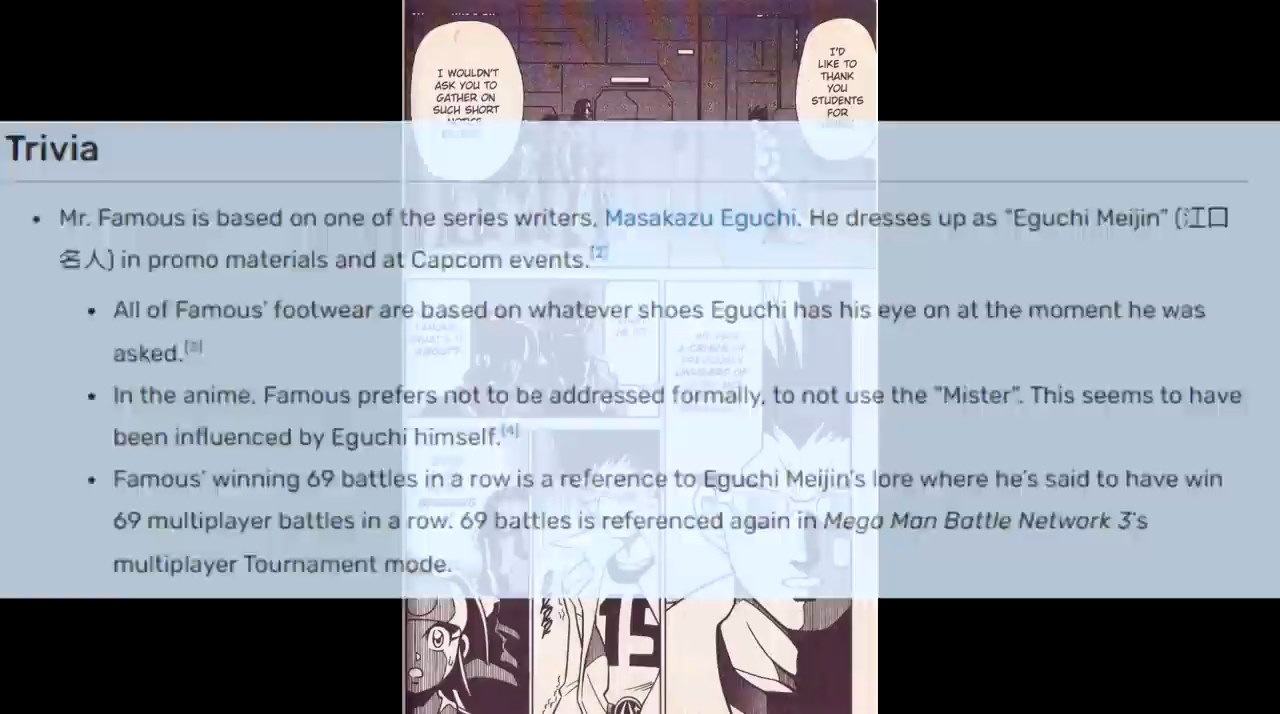 I WOULDN'T
ASK YOU TO
GATHER ON
SUCH SHORT
NOTICE
I'D
LIKE TO
THANK
YOU
STUDENTS
FOR
Trivia
• Mr. Famous is based on one of the series writers, Masakazu Eguchi. He dresses up as "Eguchi Meijin" (江口
名人) in promo materials and at Capcom events.[2]
• All of Famous' footwear are based on whatever shoes Eguchi has his eye on at the moment he was
asked.[3]
• In the anime, Famous prefers not to be addressed formally, to not use the "Mister". This seems to have
been influenced by Eguchi himself.[4]
• Famous' winning 69 battles in a row is a reference to Eguchi Meijin's lore where he's said to have win
69 multiplayer battles in a row. 69 battles is referenced again in Mega Man Battle Network 3's
multiplayer Tournament mode.
15